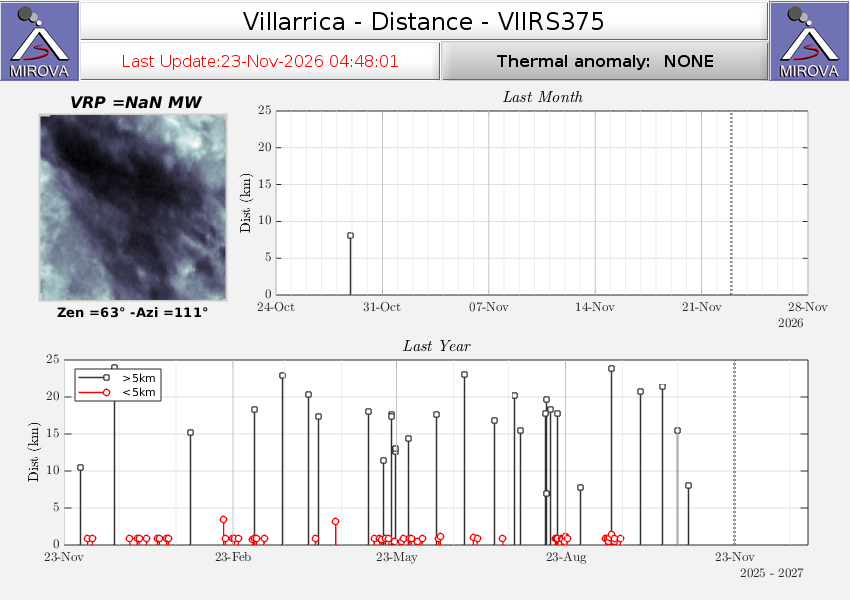 Villarrica - Distance - VIIRS375
MIROVA
MIROVA
Last Update:23-Nov-2026 04:48:01
Thermal anomaly: NONE
VRP =NaN MW
Zen =63° -Azi =111°
Last Month
Dist (km)
25
20
15
10
5
0
24-Oct 31-Oct 07-Nov 14-Nov 21-Nov 28-Nov
2026
Last Year
Dist (km)
25
20
15
10
5
0
>5km
<5km
23-Nov 23-Feb 23-May 23-Aug 23-Nov
2025 - 2027